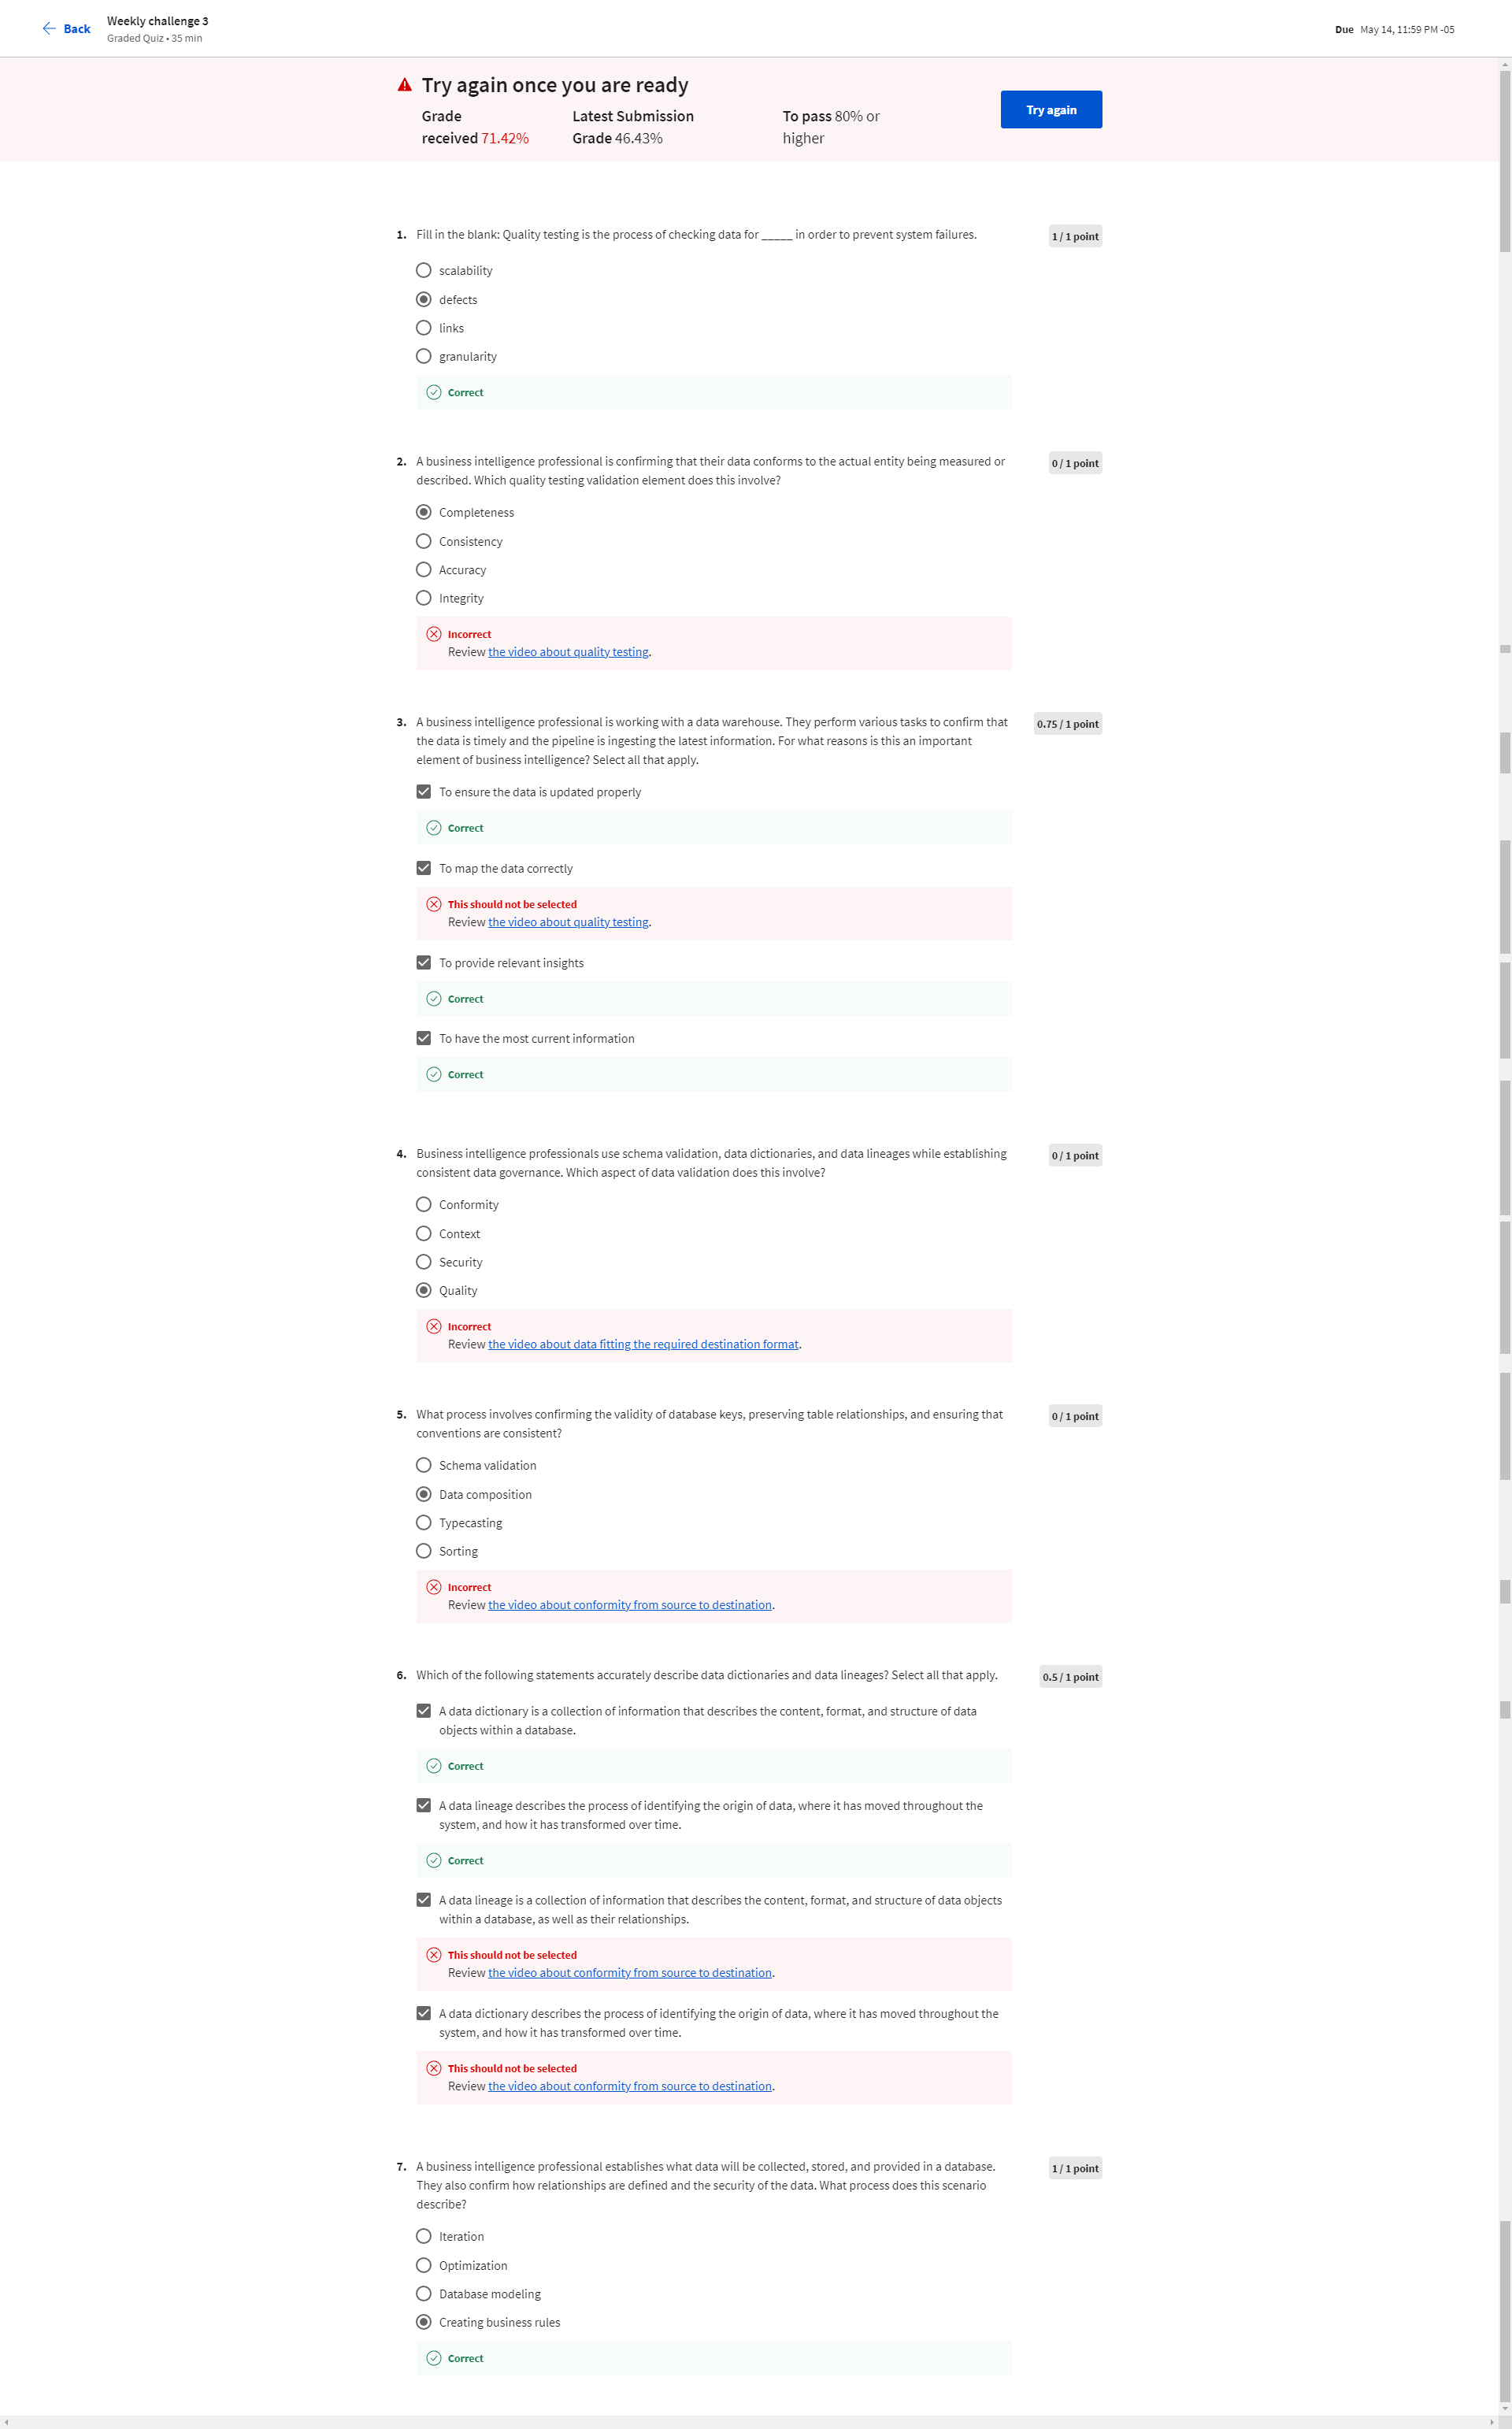 Back
Weekly challenge 3
Graded Quiz • 35 min
Due May 14, 11:59 PM -05
Try again once you are ready
Grade
received 71.42%
Latest Submission
Grade 46.43%
To pass 80% or
higher
Try again
1. Fill in the blank: Quality testing is the process of checking data for _____ in order to prevent system failures.
1 / 1 point
scalability
defects
links
granularity
Correct
2. A business intelligence professional is confirming that their data conforms to the actual entity being measured or
described. Which quality testing validation element does this involve?
0 / 1 point
Completeness
Consistency
Accuracy
Integrity
Incorrect
Review the video about quality testing.
3. A business intelligence professional is working with a data warehouse. They perform various tasks to confirm that
the data is timely and the pipeline is ingesting the latest information. For what reasons is this an important
element of business intelligence? Select all that apply.
0.75 / 1 point
To ensure the data is updated properly
Correct
To map the data correctly
This should not be selected
Review the video about quality testing.
To provide relevant insights
Correct
To have the most current information
Correct
4. Business intelligence professionals use schema validation, data dictionaries, and data lineages while establishing
consistent data governance. Which aspect of data validation does this involve?
0 / 1 point
Conformity
Context
Security
Quality
Incorrect
Review the video about data fitting the required destination format.
5. What process involves confirming the validity of database keys, preserving table relationships, and ensuring that
conventions are consistent?
0 / 1 point
Schema validation
Data composition
Typecasting
Sorting
Incorrect
Review the video about conformity from source to destination.
6. Which of the following statements accurately describe data dictionaries and data lineages? Select all that apply.
0.5 / 1 point
A data dictionary is a collection of information that describes the content, format, and structure of data
objects within a database.
Correct
A data lineage describes the process of identifying the origin of data, where it has moved throughout the
system, and how it has transformed over time.
Correct
A data lineage is a collection of information that describes the content, format, and structure of data objects
within a database, as well as their relationships.
This should not be selected
Review the video about conformity from source to destination.
A data dictionary describes the process of identifying the origin of data, where it has moved throughout the
system, and how it has transformed over time.
This should not be selected
Review the video about conformity from source to destination.
7. A business intelligence professional establishes what data will be collected, stored, and provided in a database.
They also confirm how relationships are defined and the security of the data. What process does this scenario
describe?
1 / 1 point
Iteration
Optimization
Database modeling
Creating business rules
Correct